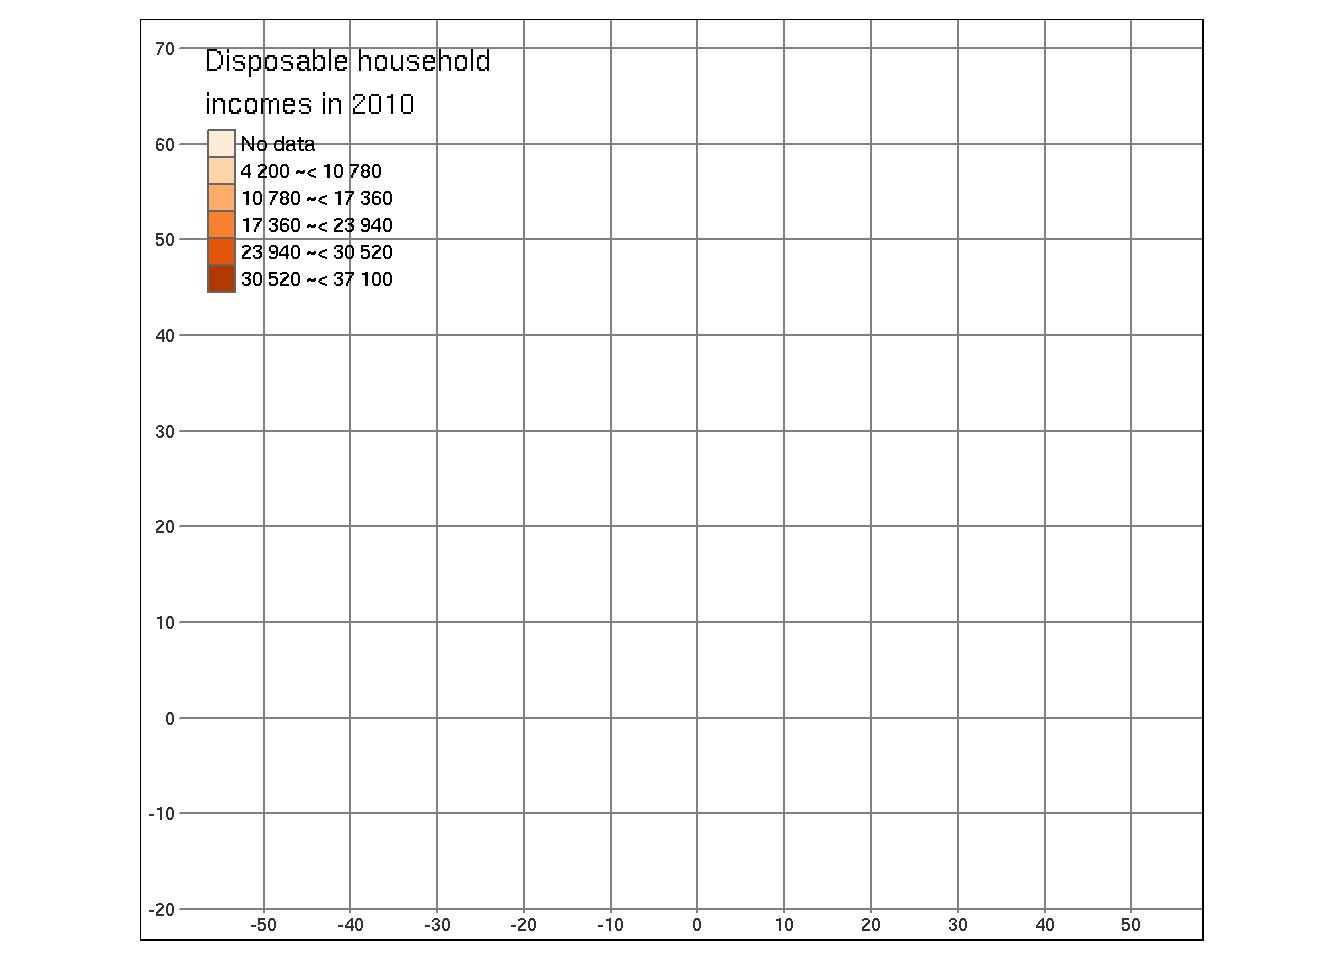 Disposable household
incomes in 2010
No data
4 200 ~< 10 780
10 780 ~< 17 360
17 360 ~< 23 940
23 940 ~< 30 520
30 520 ~< 37 100
70
60
50
40
30
20
10
0
-10
-20
-50 -40 -30 -20 -10 0 10 20 30 40 50